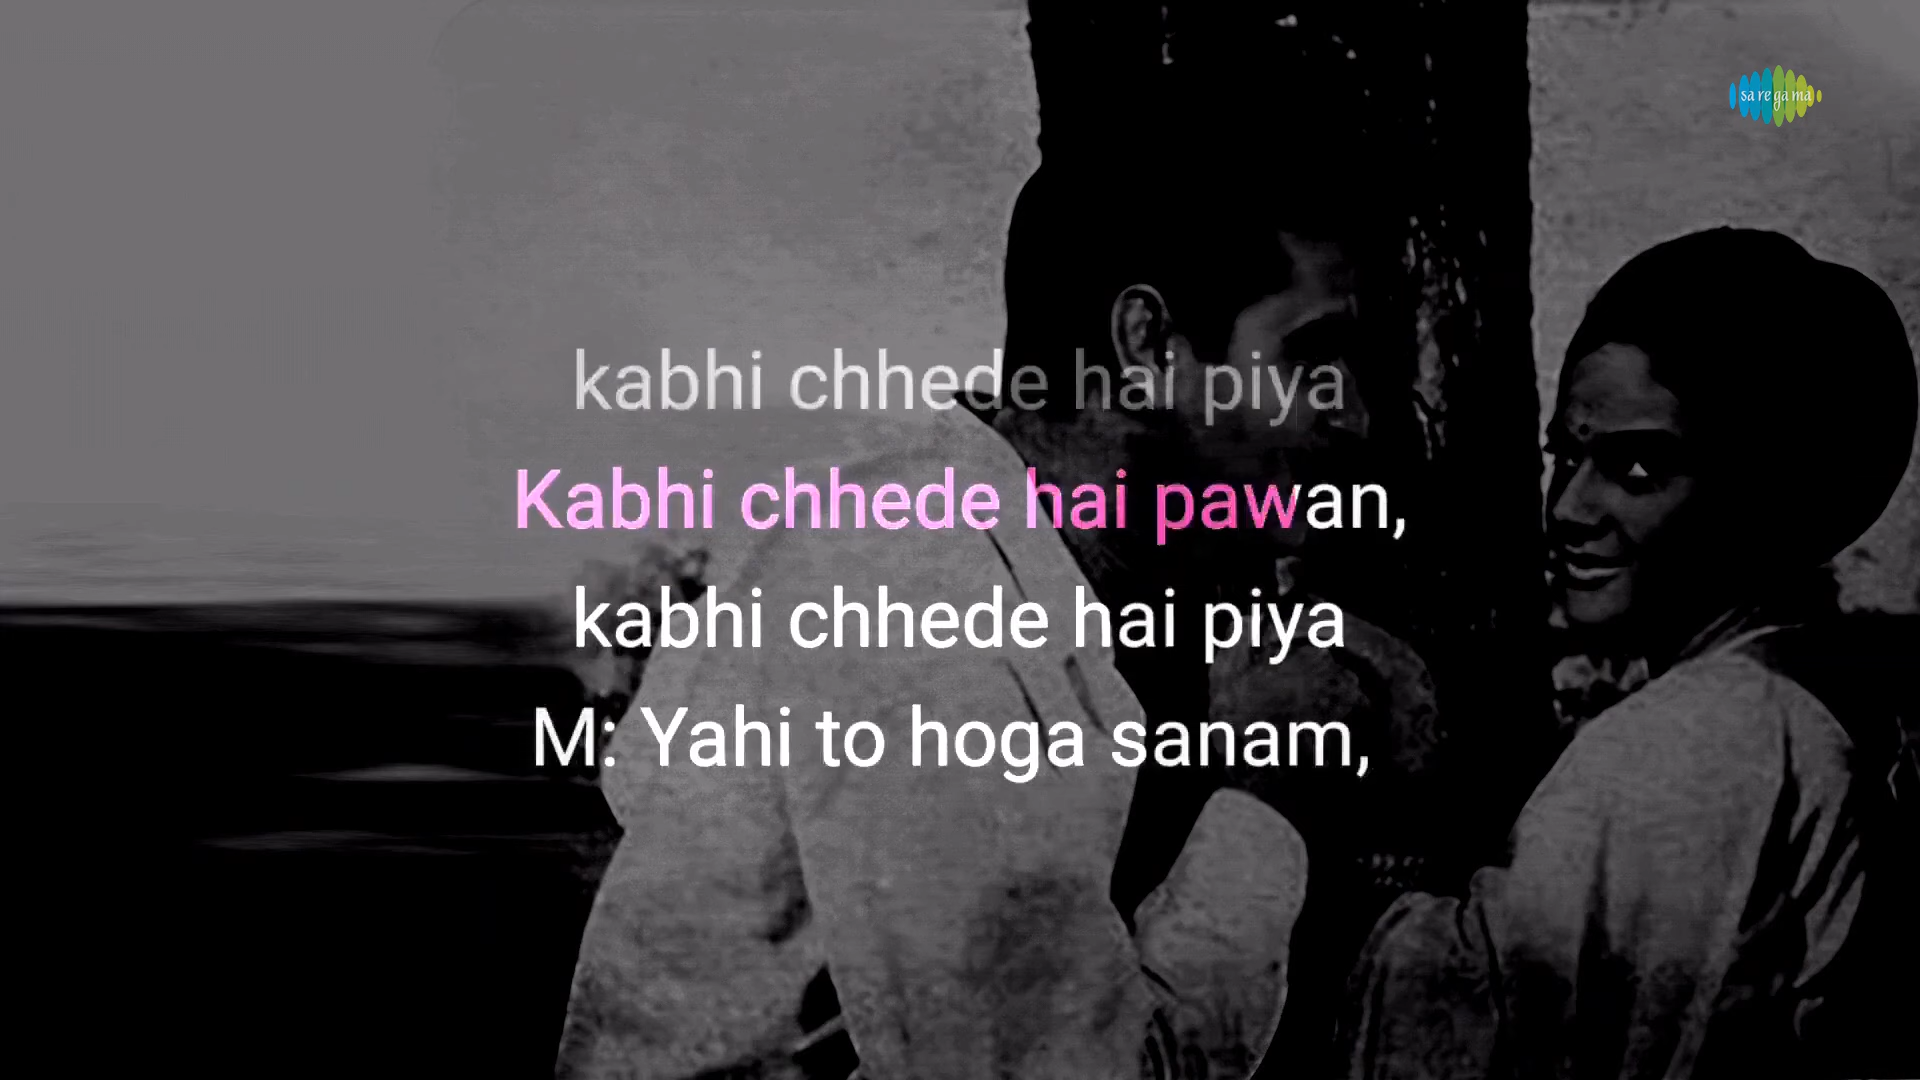 sa re ga ma
kabhi chhede hai piya
Kabhi chhede hai pawan,
kabhi chhede hai piya
M: Yahi to hoga sanam,